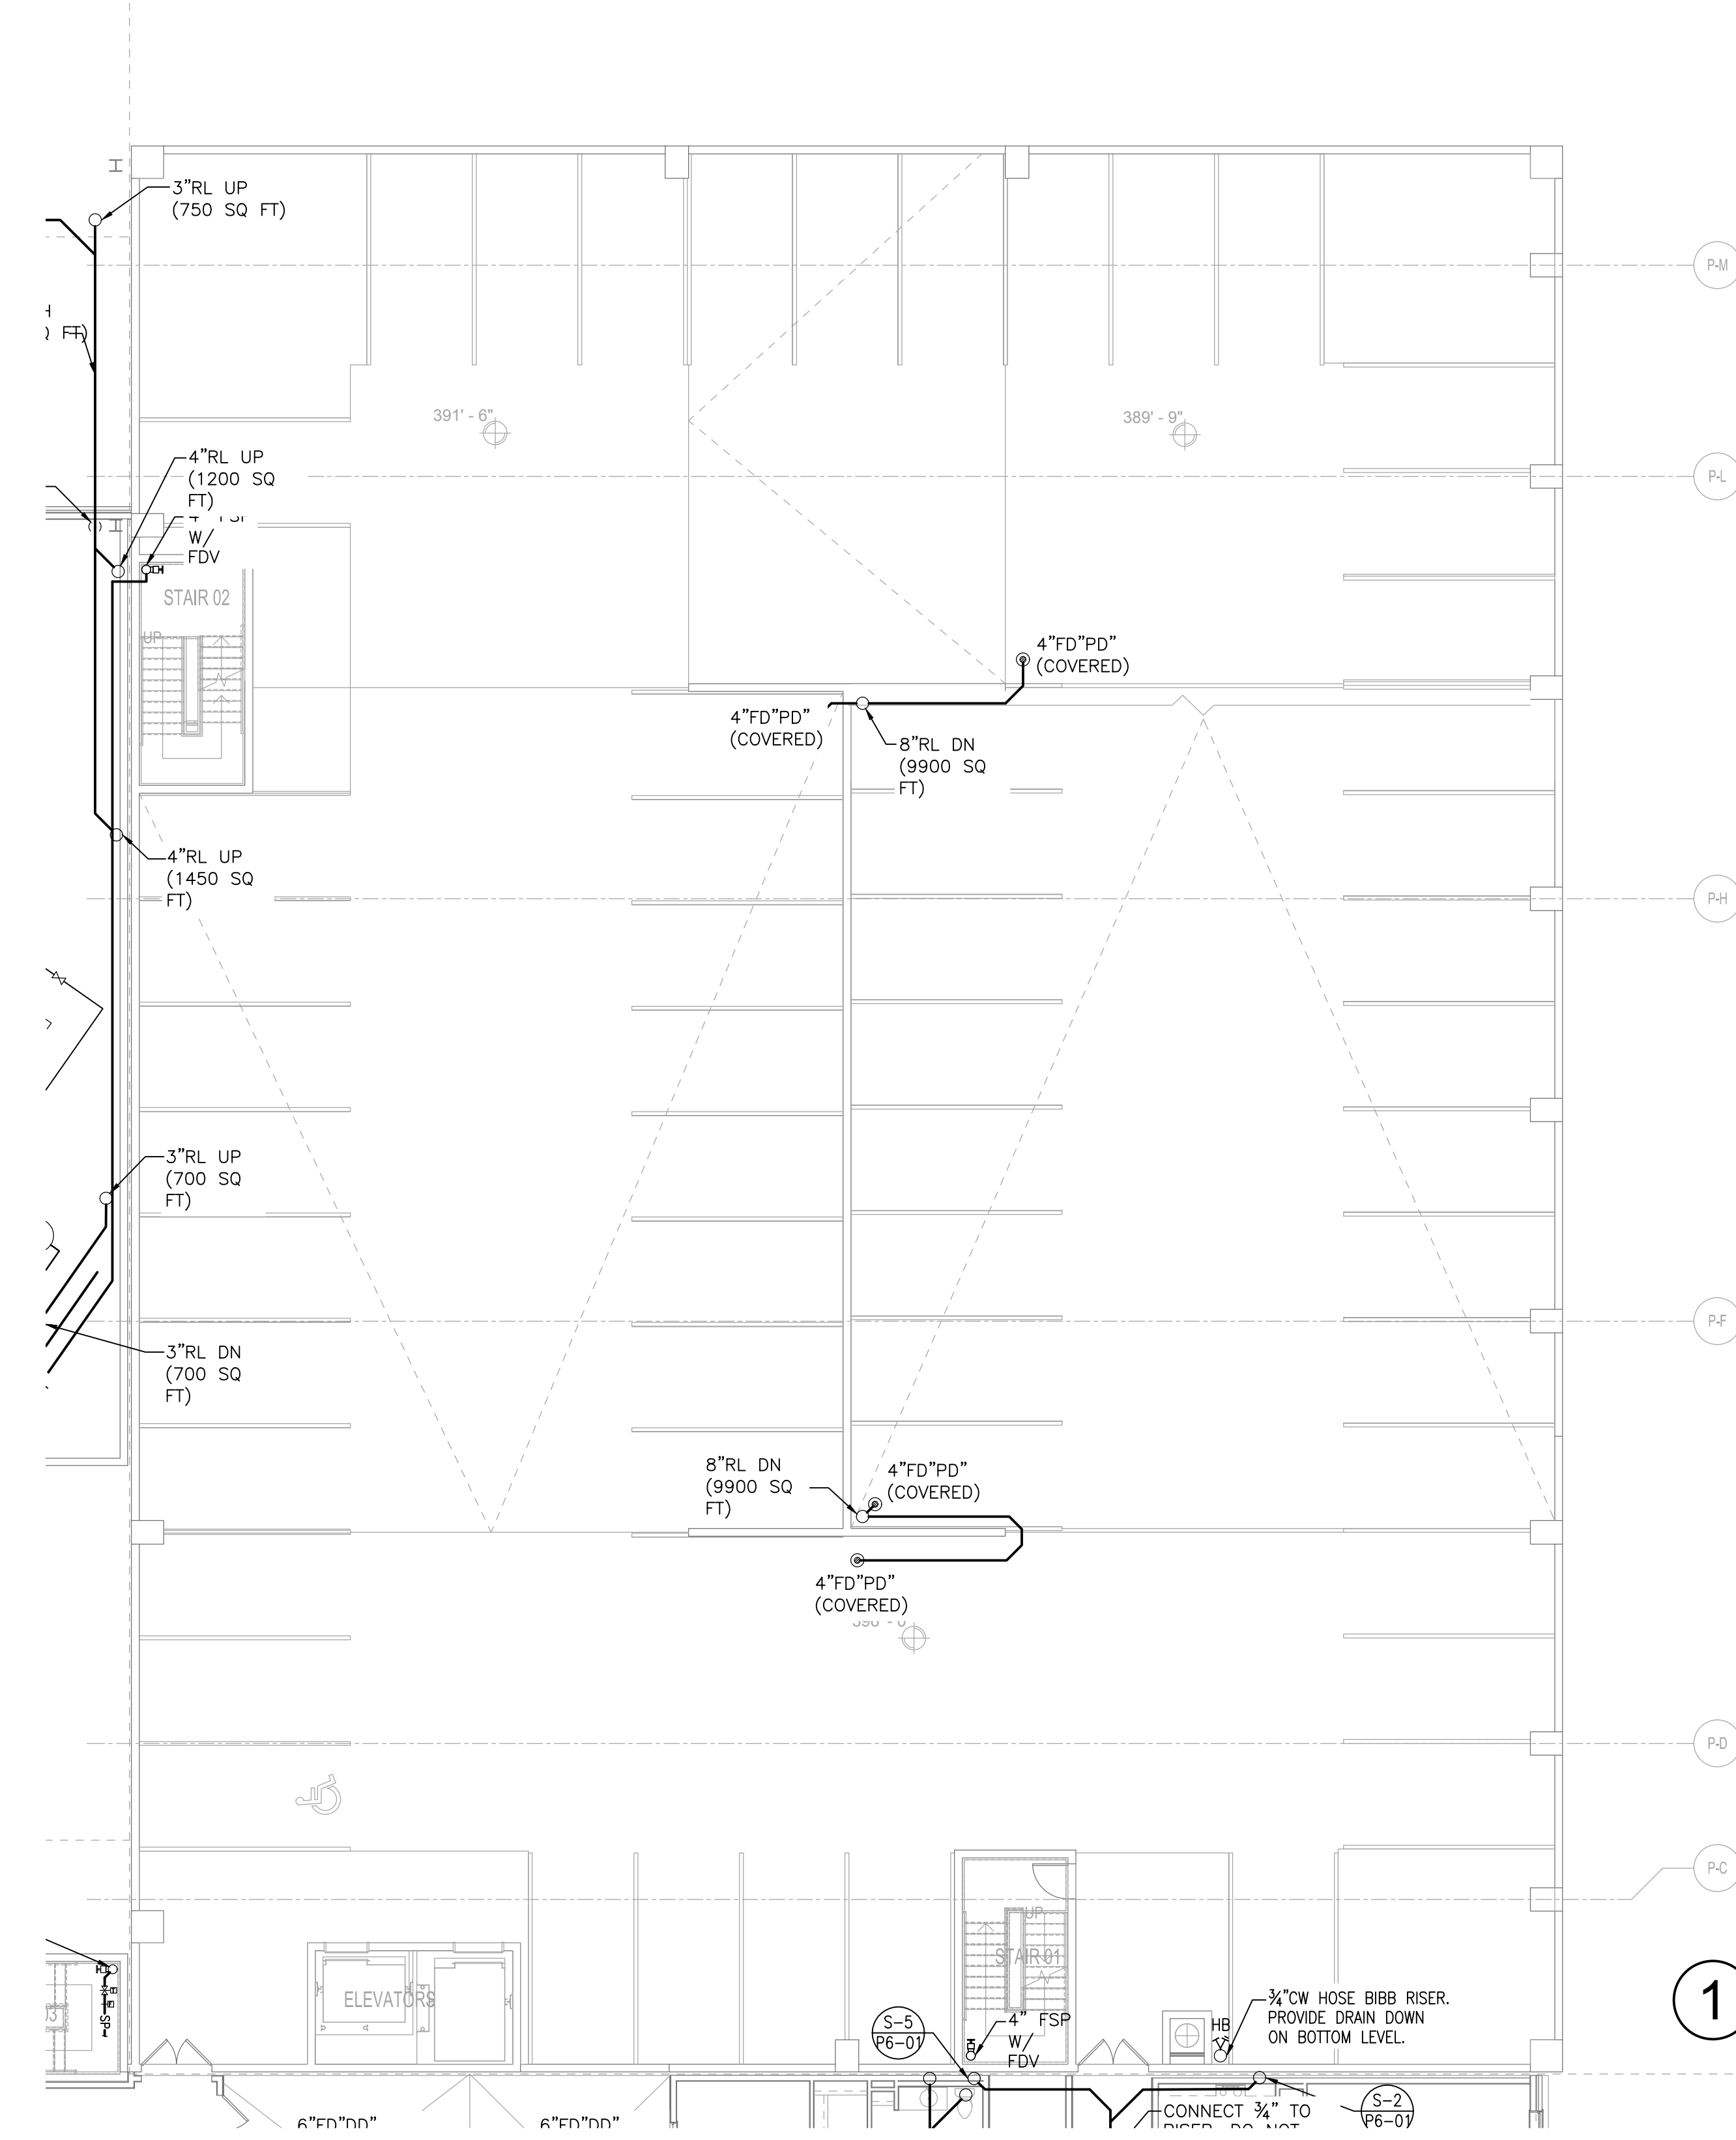 3"RL UP
(750 SQ FT)
P-M
FT)
391' - 6"
389' - 9"
4"RL UP
(1200 SQ
FT)
P-L
W/
FDV
STAIR 02
UP
4"FD"PD"
(COVERED)
4"FD"PD"
(COVERED)
8"RL DN
(9900 SQ
FT)
4"RL UP
(1450 SQ
FT)
P-H
3"RL UP
(700 SQ
FT)
P-F
3"RL DN
(700 SQ
FT)
8"RL DN
(9900 SQ
FT)
4"FD"PD"
(COVERED)
4"FD"PD"
(COVERED)
P-D
P-C
UP
STAIR 01
ELEVATORS
03
SP
S-5
P6-01
4" FSP
W/
FDV
HB
¾"CW HOSE BIBB RISER.
PROVIDE DRAIN DOWN
ON BOTTOM LEVEL.
1
CONNECT ¾" TO
S-2
P6-01